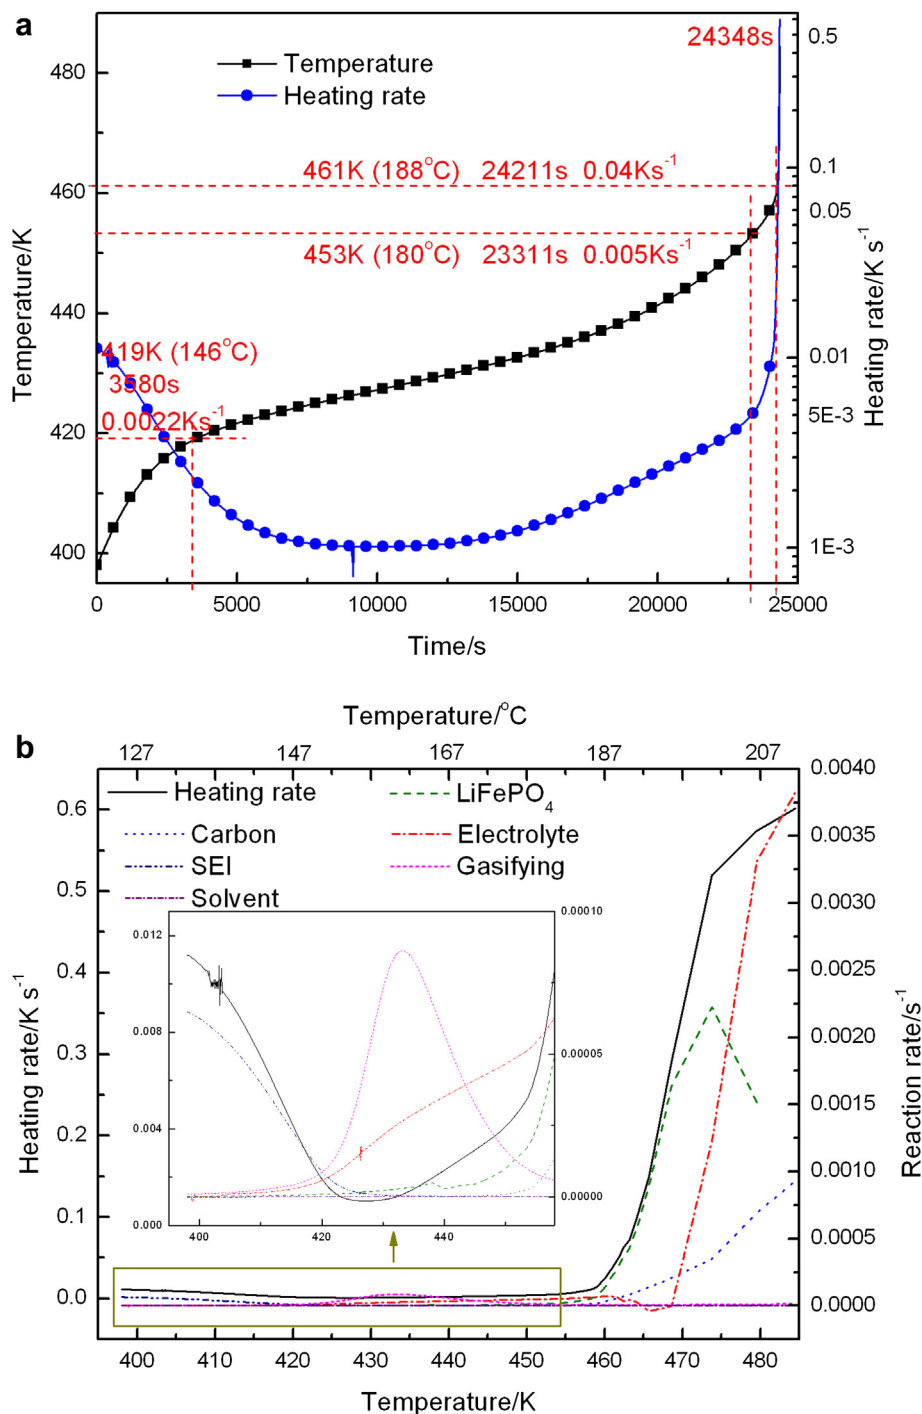 a
24348s
Temperature
Heating rate
461K (188°C) 24211s 0.04Ks⁻¹
453K (180°C) 23311s 0.005Ks⁻¹
419K (146°C)
3580s
0.0022Ks⁻¹
480
460
440
420
400
Temperature/K
0.5
0.1
0.05
0.01
5E-3
1E-3
Heating rate/K s⁻¹
0 5000 10000 15000 20000 25000
Time/s
b
Temperature/°C
127 147 167 187 207
Heating rate
Carbon
SEI
Solvent
LiFePO₄
Electrolyte
Gasifying
0.6
0.5
0.4
0.3
0.2
0.1
0.0
Heating rate/K s⁻¹
0.012
0.008
0.004
0.000
0.00010
0.00005
0.00000
400 420 440
0.0040
0.0035
0.0030
0.0025
0.0020
0.0015
0.0010
0.0005
0.0000
Reaction rate/s⁻¹
400 410 420 430 440 450 460 470 480
Temperature/K